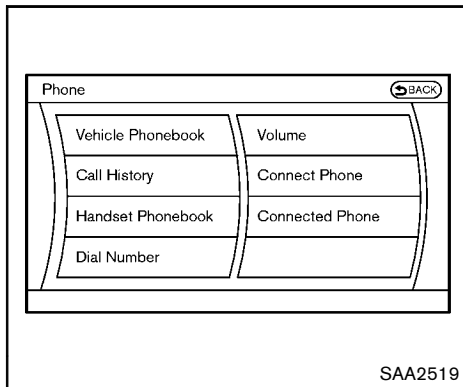 Phone
BACK
Vehicle Phonebook
Volume
Call History
Connect Phone
Handset Phonebook
Connected Phone
Dial Number
SAA2519